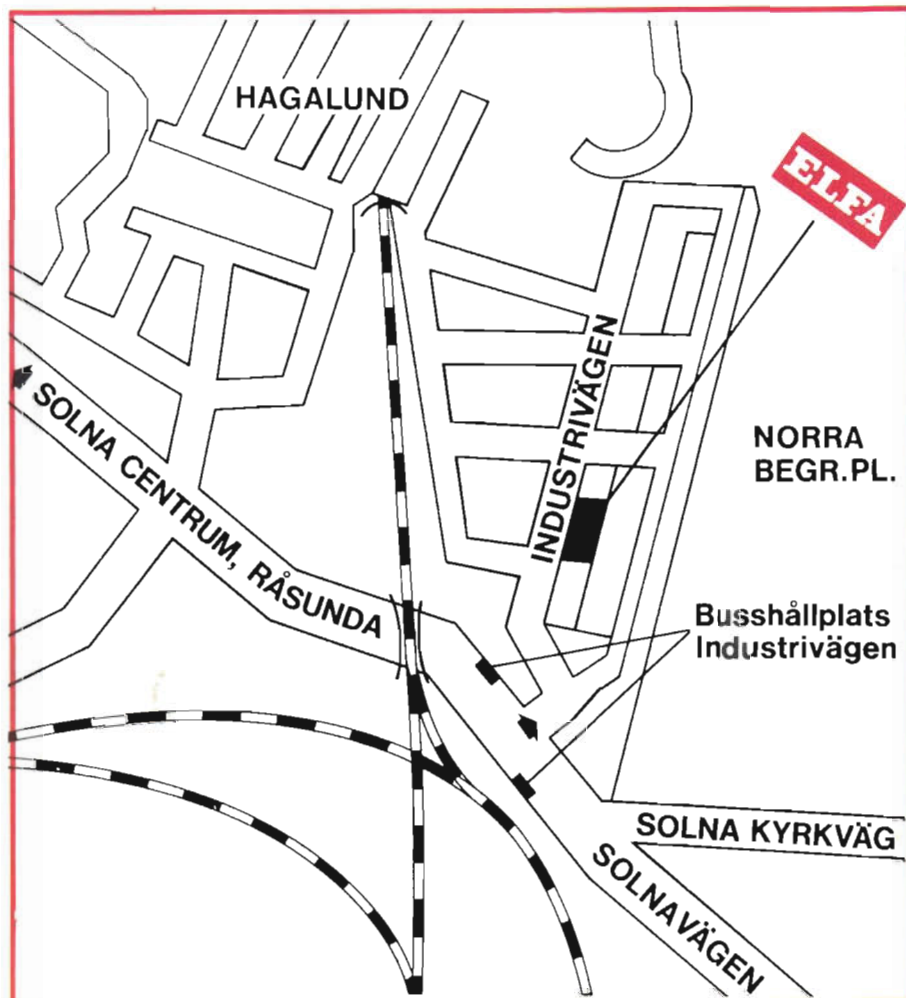 HAGALUND
ELFA
INDUSTRIVÄGEN
NORRA
BEGR.PL.
SOLNA CENTRUM, RÅSUNDA
Busshållplats
Industrivägen
SOLNA KYRKVÄG
SOLNAVÄGEN